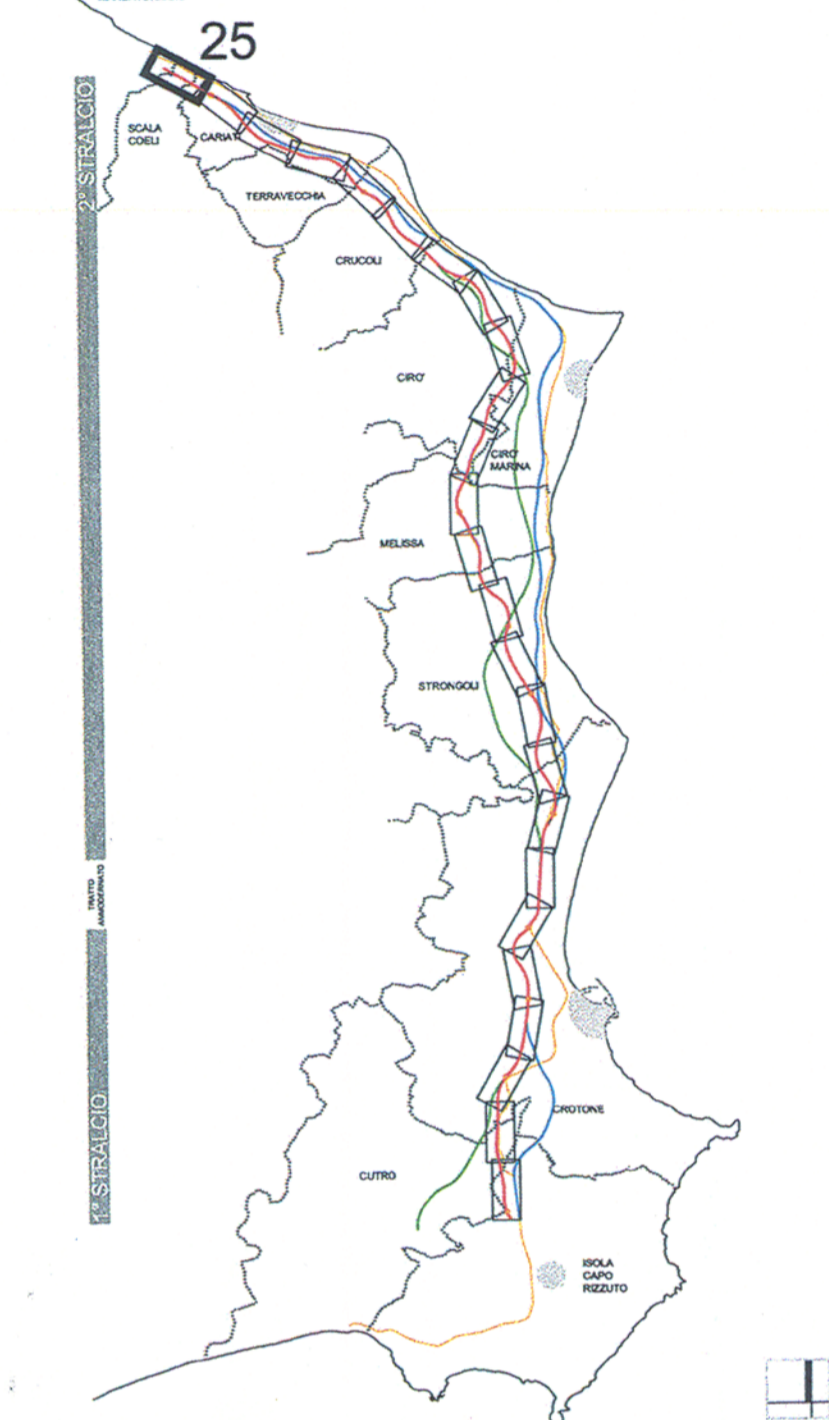 25
2° STRALCIO
SCALA
COELI
CARIATI
TERRAVECCHIA
CRUCOLI
CIRO'
CIRO'
MARINA
MELISSA
STRONGOLI
TRATTO
AMMODERNATO
1° STRALCIO
CROTONE
CUTRO
ISOLA
CAPO
RIZZUTO